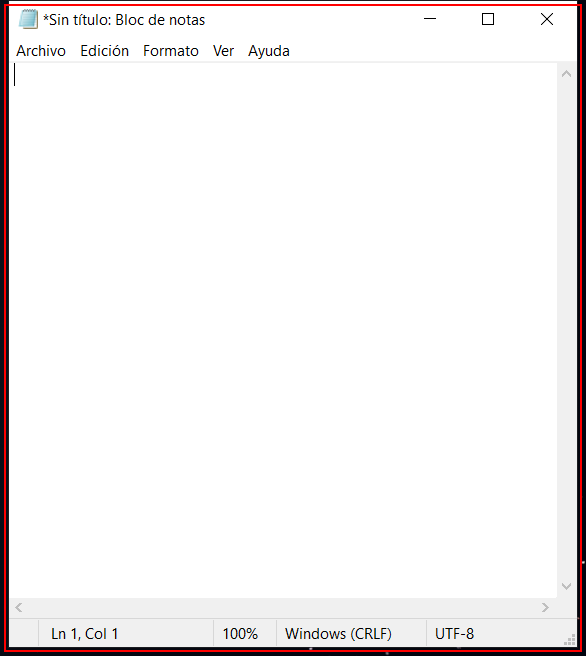 *Sin título: Bloc de notas
Archivo Edición Formato Ver Ayuda
Ln 1, Col 1 100% Windows (CRLF) UTF-8